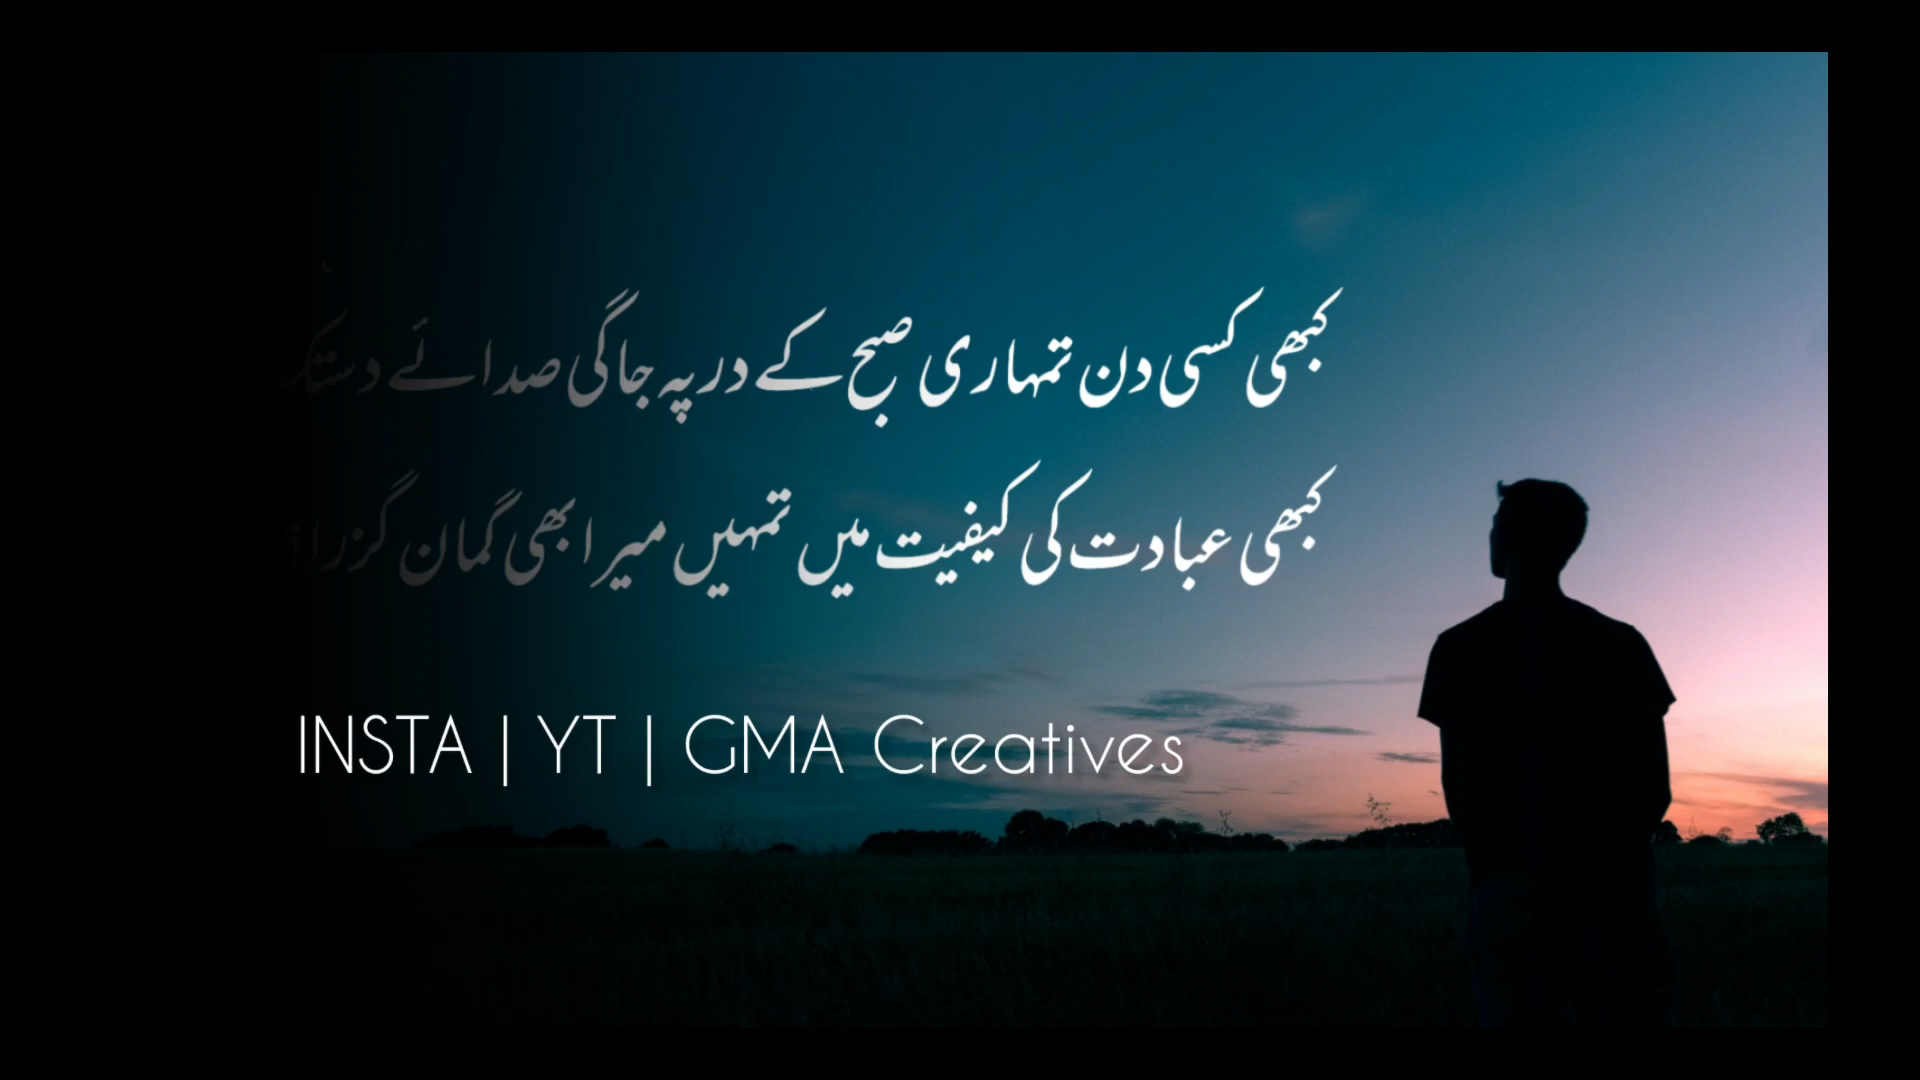 کبھی کسی دن تمہاری صبح کے در پہ جاگی صدائے دستک
کبھی عبادت کی کیفیت میں تمہیں میرا بھی گمان گزرا
INSTA | YT | GMA Creatives